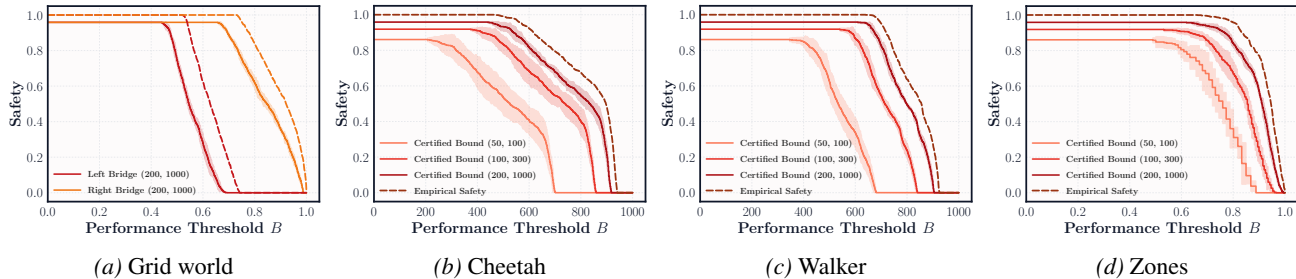 Safety
1.0
0.8
0.6
0.4
0.2
0.0
Left Bridge (200, 1000)
Right Bridge (200, 1000)
0.0 0.2 0.4 0.6 0.8 1.0
Performance Threshold B
(a) Grid world
Safety
1.0
0.8
0.6
0.4
0.2
0.0
Certified Bound (50, 100)
Certified Bound (100, 300)
Certified Bound (200, 1000)
Empirical Safety
0 200 400 600 800 1000
Performance Threshold B
(b) Cheetah
Safety
1.0
0.8
0.6
0.4
0.2
0.0
Certified Bound (50, 100)
Certified Bound (100, 300)
Certified Bound (200, 1000)
Empirical Safety
0 200 400 600 800 1000
Performance Threshold B
(c) Walker
Safety
1.0
0.8
0.6
0.4
0.2
0.0
Certified Bound (50, 100)
Certified Bound (100, 300)
Certified Bound (200, 1000)
Empirical Safety
0.0 0.2 0.4 0.6 0.8 1.0
Performance Threshold B
(d) Zones